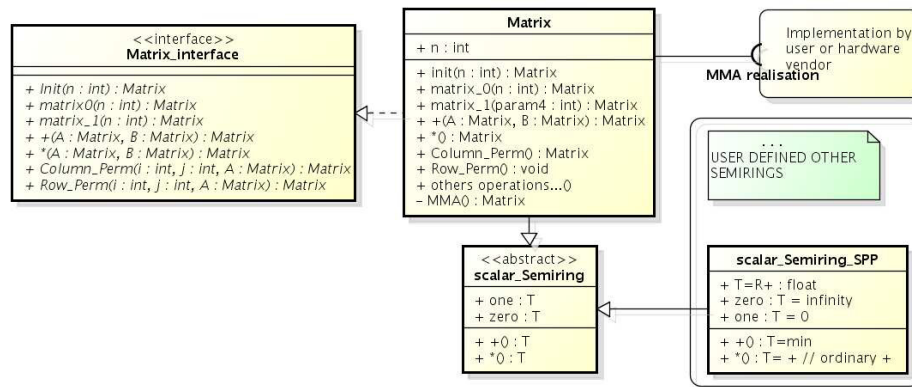 <<interface>>
Matrix_interface
+ Init(n : int) : Matrix
+ matrix0(n : int) : Matrix
+ matrix_1(n : int) : Matrix
+ +(A : Matrix, B : Matrix) : Matrix
+ *(A : Matrix, B : Matrix) : Matrix
+ Column_Perm(i : int, j : int, A : Matrix) : Matrix
+ Row_Perm(i : int, j : int, A : Matrix) : Matrix
Matrix
+ n : int
+ init(n : int) : Matrix
+ matrix_0(n : int) : Matrix
+ matrix_1(param4 : int) : Matrix
+ +(A : Matrix, B : Matrix) : Matrix
+ *() : Matrix
+ Column_Perm() : Matrix
+ Row_Perm() : void
+ others operations...()
- MMA() : Matrix
MMA realisation
Implementation by
user or hardware
vendor
...
USER DEFINED OTHER
SEMIRINGS
<<abstract>>
scalar_Semiring
+ one : T
+ zero : T
+ +() : T
+ *() : T
scalar_Semiring_SPP
+ T=R+ : float
+ zero : T = infinity
+ one : T = 0
+ +() : T=min
+ *() : T= + // ordinary +